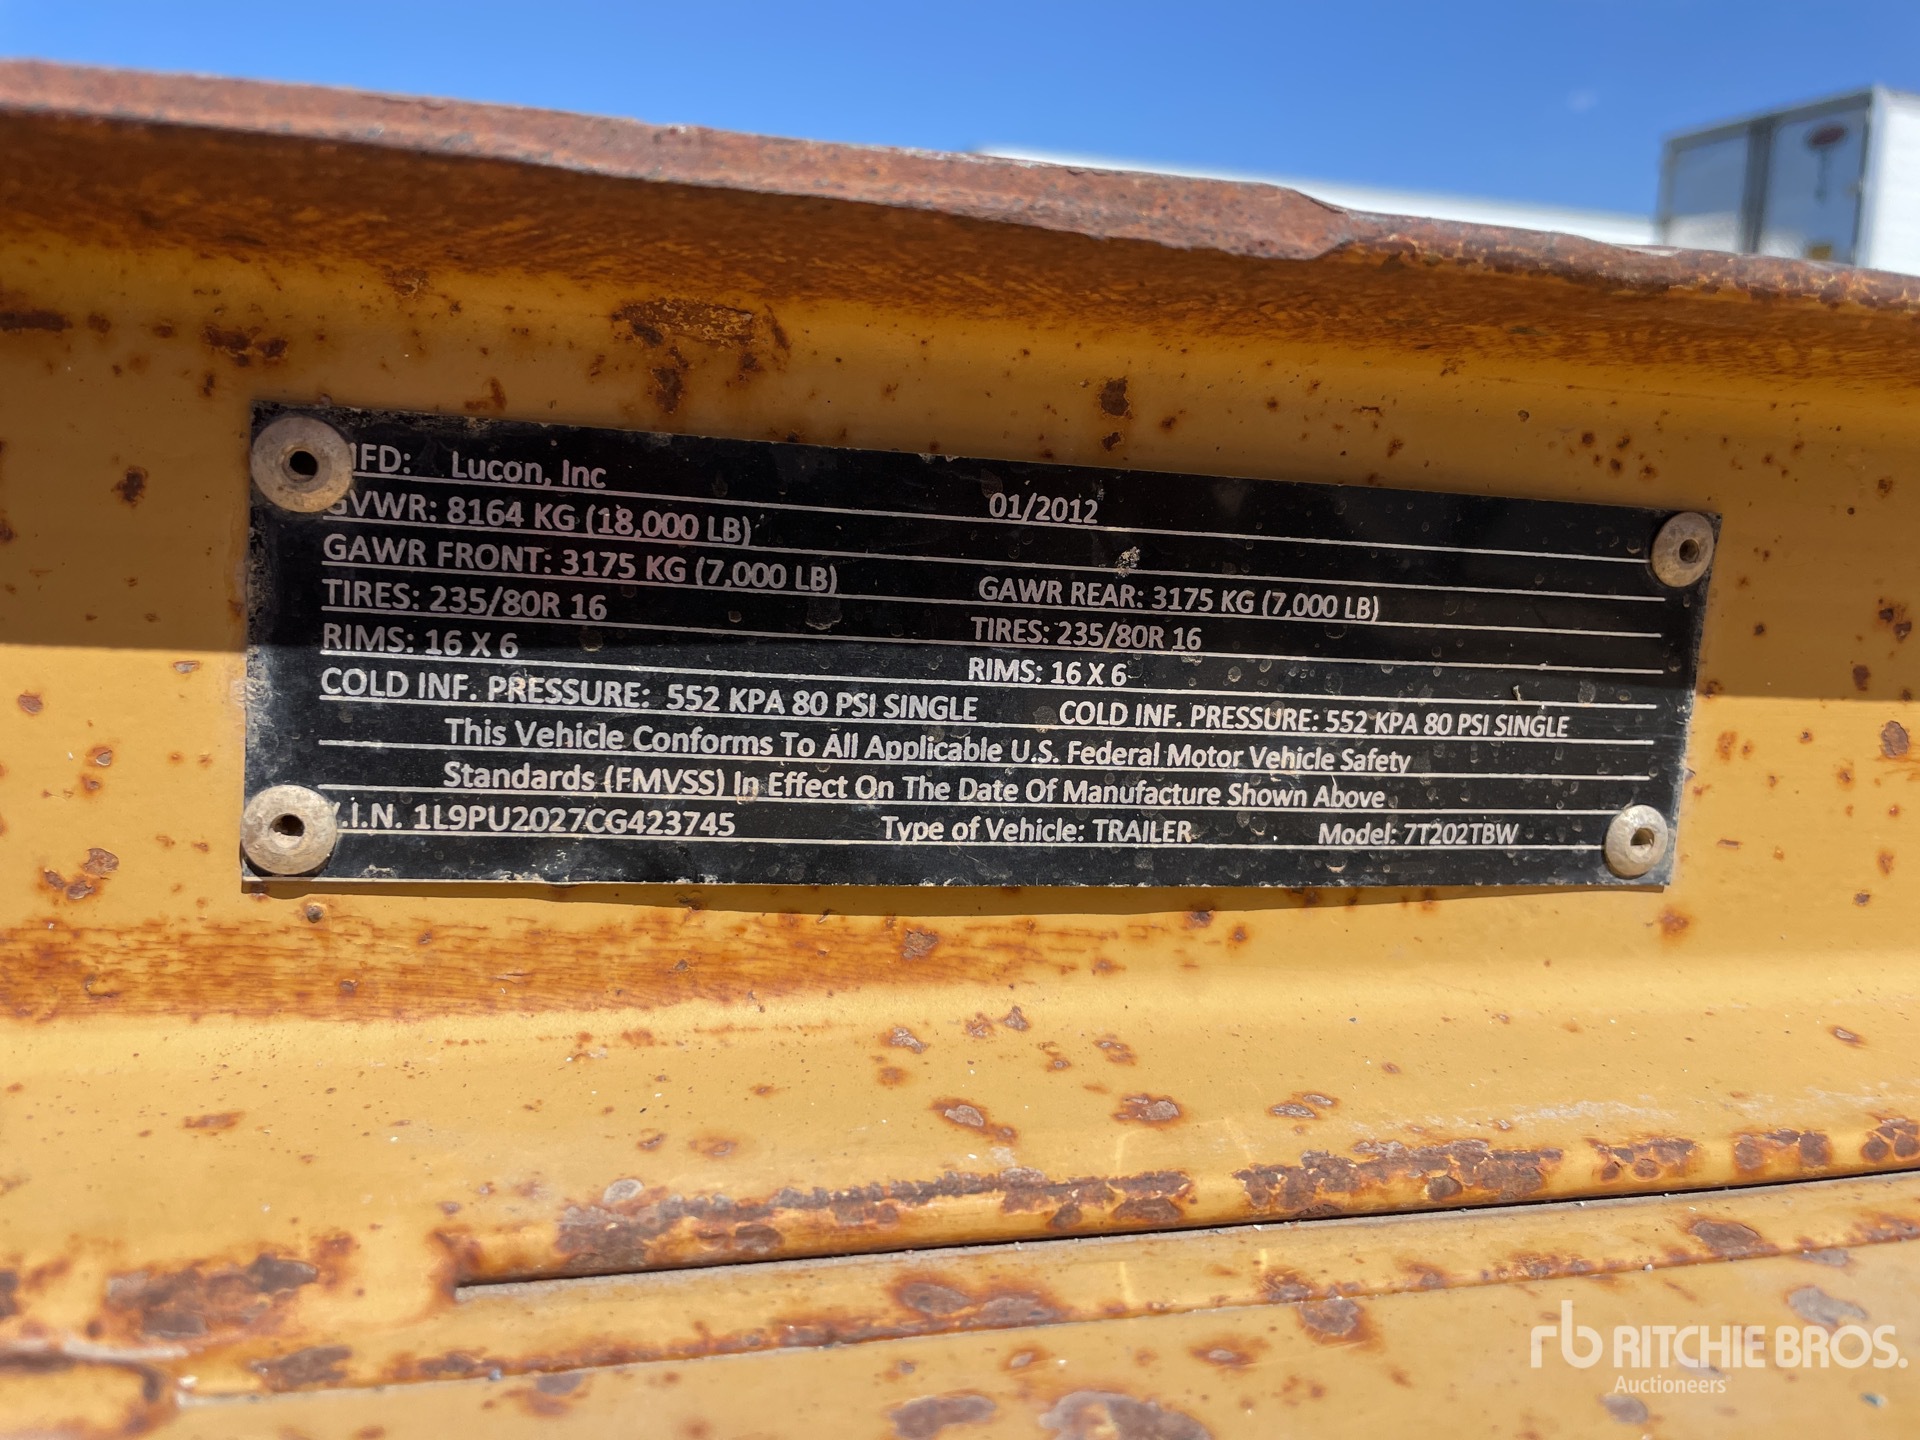 MFD: Lucon, Inc 01/2012
GVWR: 8164 KG (18,000 LB)
GAWR FRONT: 3175 KG (7,000 LB) GAWR REAR: 3175 KG (7,000 LB)
TIRES: 235/80R 16 TIRES: 235/80R 16
RIMS: 16 X 6 RIMS: 16 X 6
COLD INF. PRESSURE: 552 KPA 80 PSI SINGLE COLD INF. PRESSURE: 552 KPA 80 PSI SINGLE
This Vehicle Conforms To All Applicable U.S. Federal Motor Vehicle Safety
Standards (FMVSS) In Effect On The Date Of Manufacture Shown Above
V.I.N. 1L9PU2027CG423745 Type of Vehicle: TRAILER Model: 7T202TBW
rb RITCHIE BROS.
Auctioneers